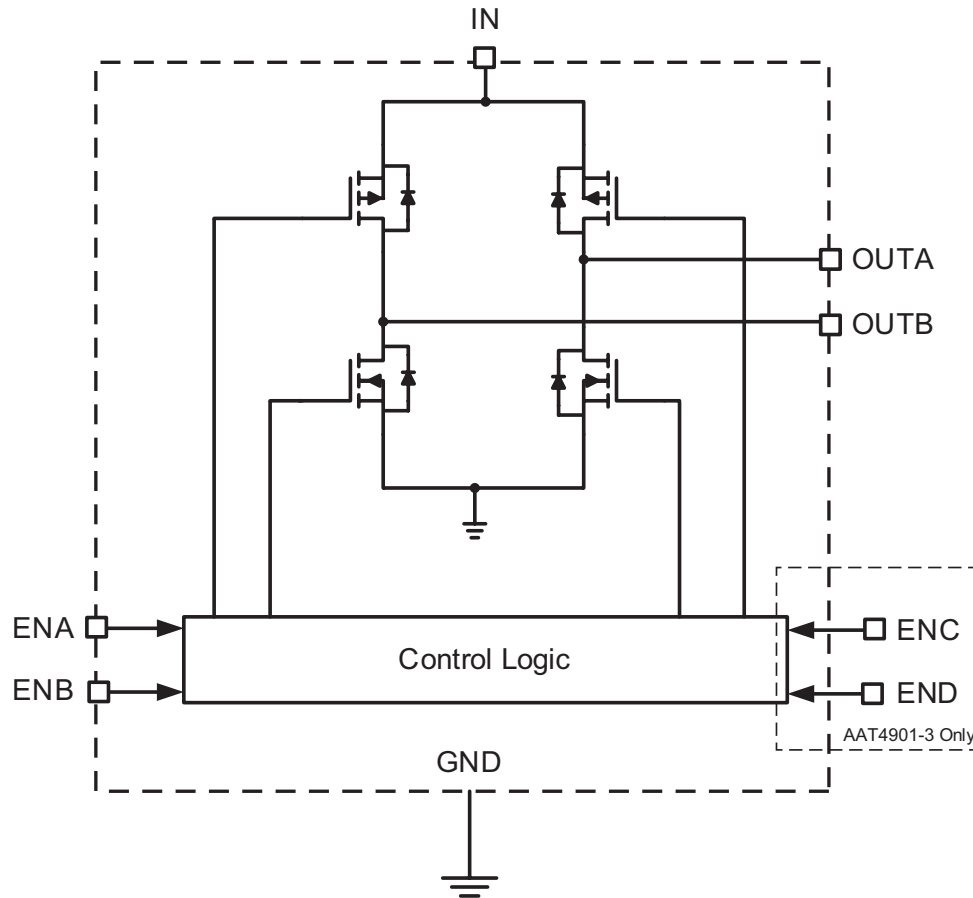 IN
OUTA
OUTB
ENA
ENC
Control Logic
ENB
END
AAT4901-3 Only
GND